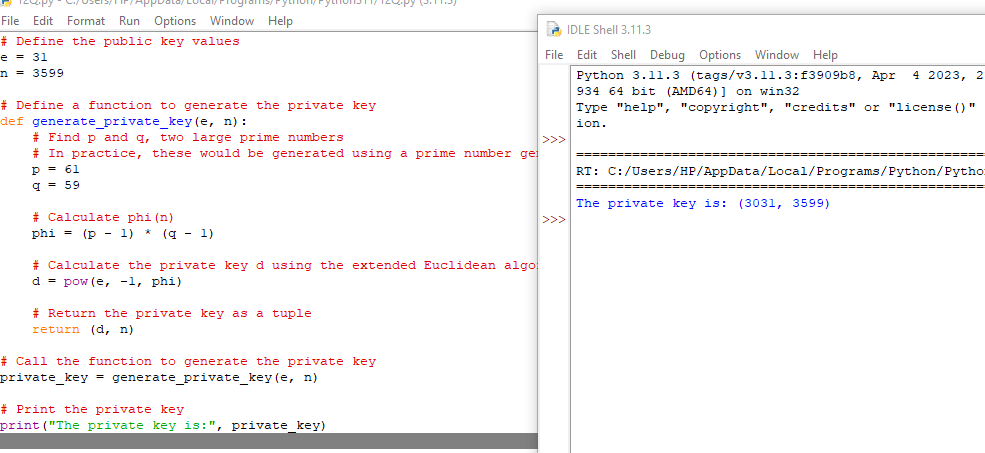 12Q.py - C:/Users/HP/AppData/Local/Programs/Python/Python311/12Q.py (3.11.3)
File Edit Format Run Options Window Help
# Define the public key values
e = 31
n = 3599
# Define a function to generate the private key
def generate_private_key(e, n):
# Find p and q, two large prime numbers
# In practice, these would be generated using a prime number ge
p = 61
q = 59
# Calculate phi(n)
phi = (p - 1) * (q - 1)
# Calculate the private key d using the extended Euclidean algo
d = pow(e, -1, phi)
# Return the private key as a tuple
return (d, n)
# Call the function to generate the private key
private_key = generate_private_key(e, n)
# Print the private key
print("The private key is:", private_key)
IDLE Shell 3.11.3
File Edit Shell Debug Options Window Help
Python 3.11.3 (tags/v3.11.3:f3909b8, Apr 4 2023, 2
934 64 bit (AMD64)] on win32
Type "help", "copyright", "credits" or "license()"
ion.
>>>
===================================================
RT: C:/Users/HP/AppData/Local/Programs/Python/Pytho
===================================================
The private key is: (3031, 3599)
>>>